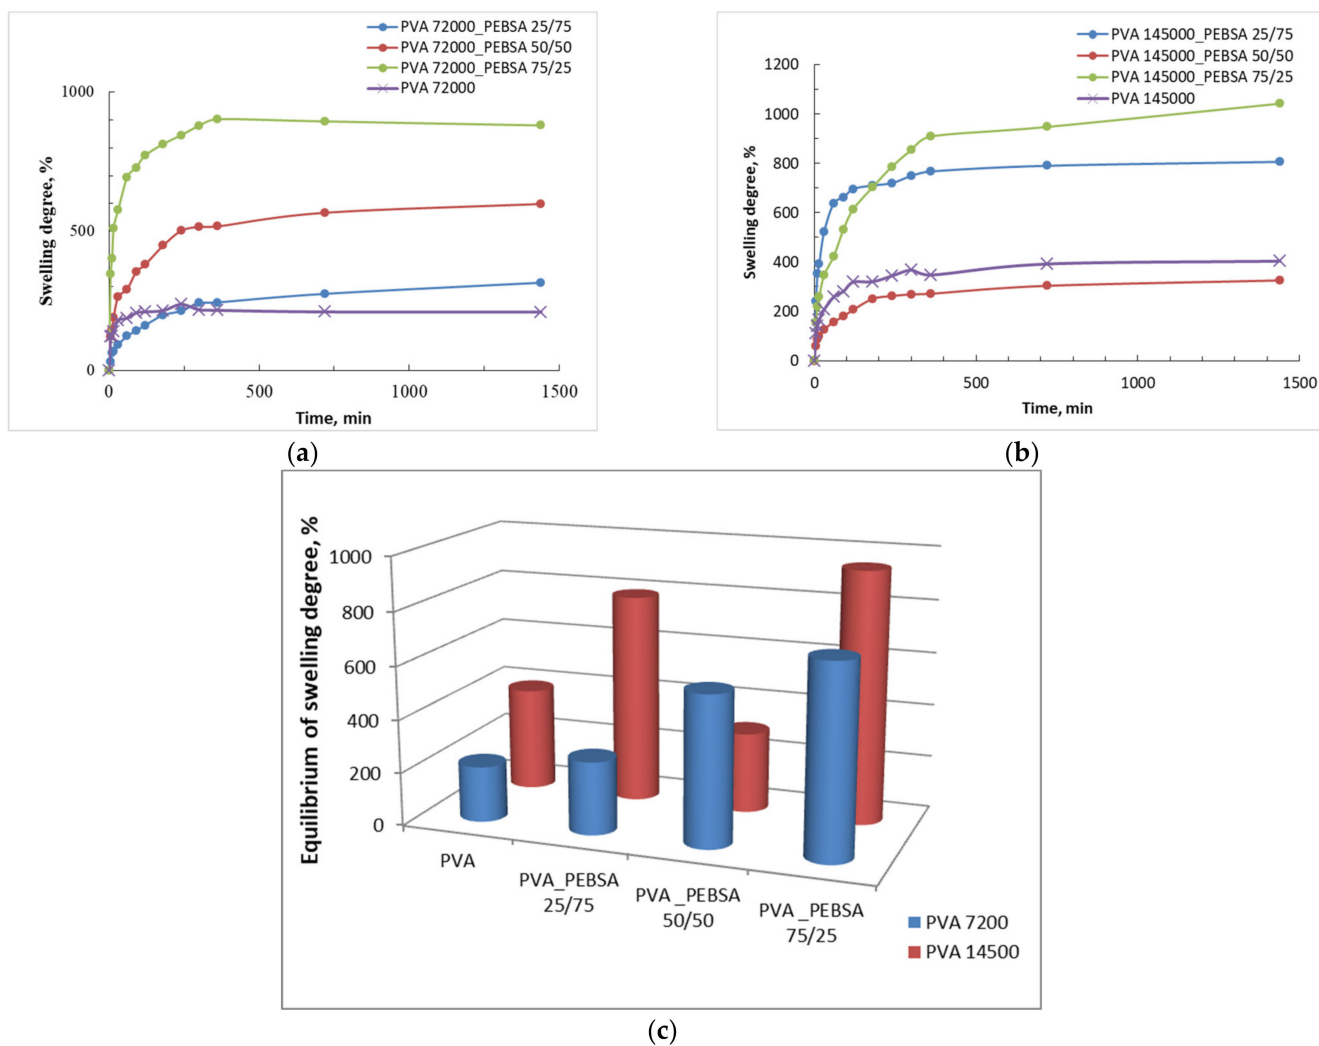 PVA 72000_PEBSA 25/75
PVA 72000_PEBSA 50/50
PVA 72000_PEBSA 75/25
PVA 72000
Swelling degree, %
1000
500
0
0
500
1000
1500
Time, min
(a)
PVA 145000_PEBSA 25/75
PVA 145000_PEBSA 50/50
PVA 145000_PEBSA 75/25
PVA 145000
Swelling degree, %
1200
1000
800
600
400
200
0
0
500
1000
1500
Time, min
(b)
Equilibrium of swelling degree, %
1000
800
600
400
200
0
PVA
PVA_PEBSA
25/75
PVA _PEBSA
50/50
PVA _PEBSA
75/25
PVA 7200
PVA 14500
(c)